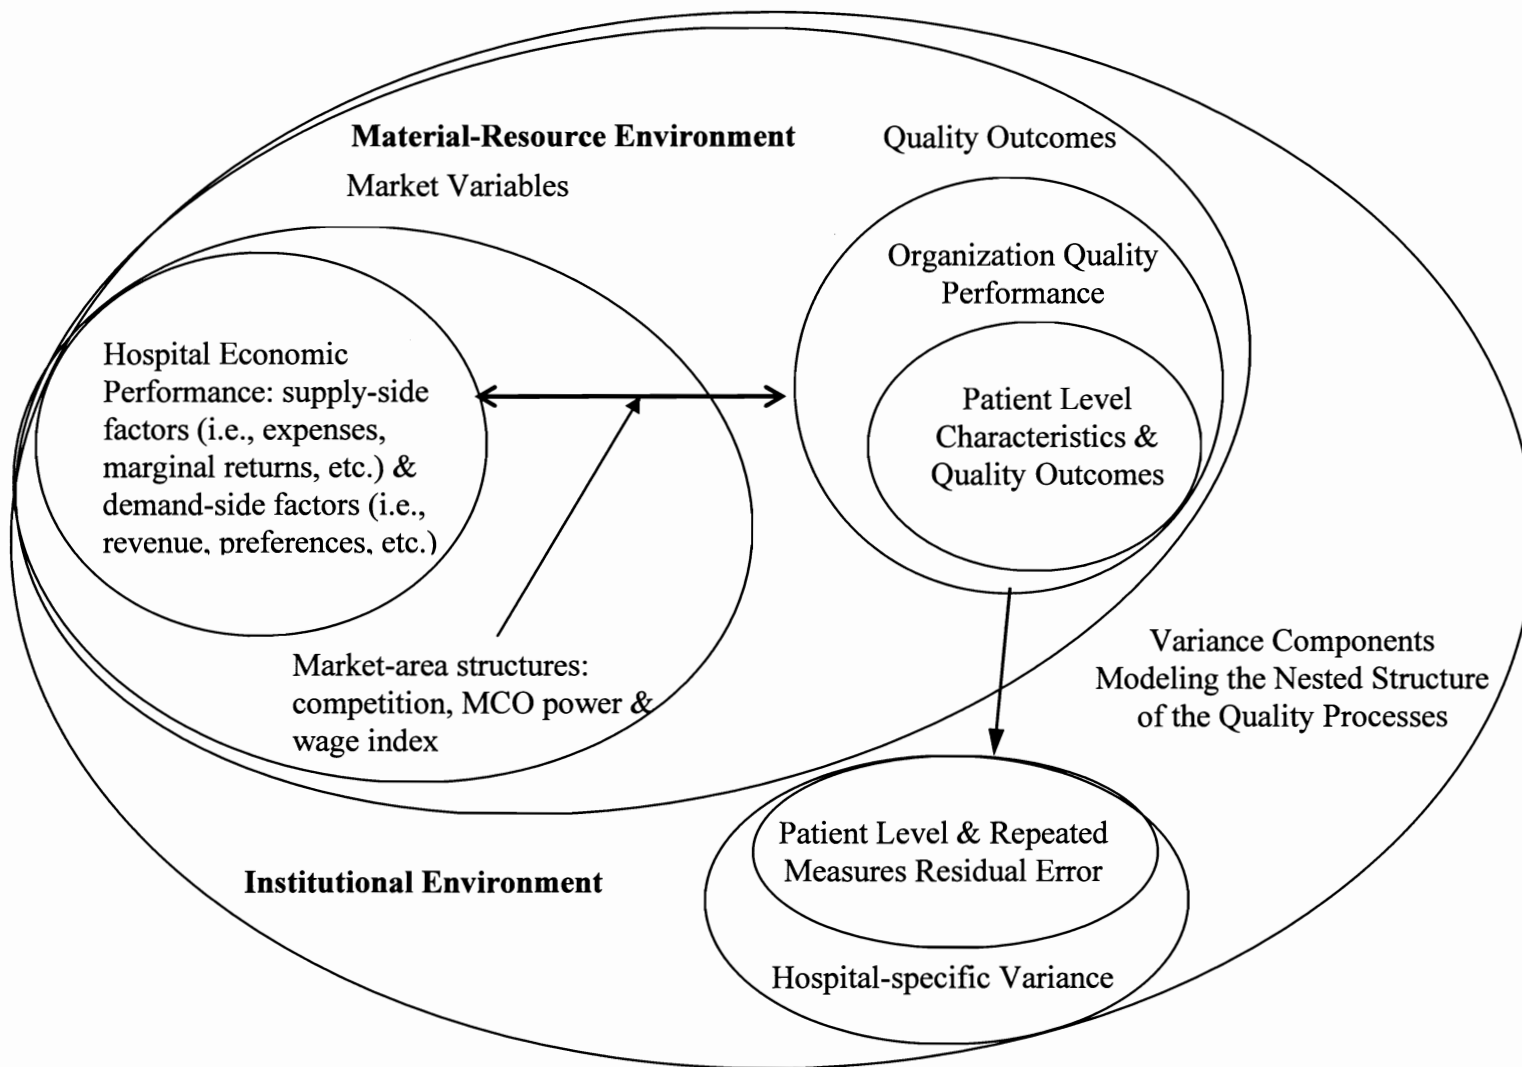 Material-Resource Environment
Quality Outcomes
Market Variables
Organization Quality
Performance
Hospital Economic
Performance: supply-side
factors (i.e., expenses,
marginal returns, etc.) &
demand-side factors (i.e.,
revenue, preferences, etc.)
Patient Level
Characteristics &
Quality Outcomes
Market-area structures:
competition, MCO power &
wage index
Variance Components
Modeling the Nested Structure
of the Quality Processes
Patient Level & Repeated
Measures Residual Error
Institutional Environment
Hospital-specific Variance